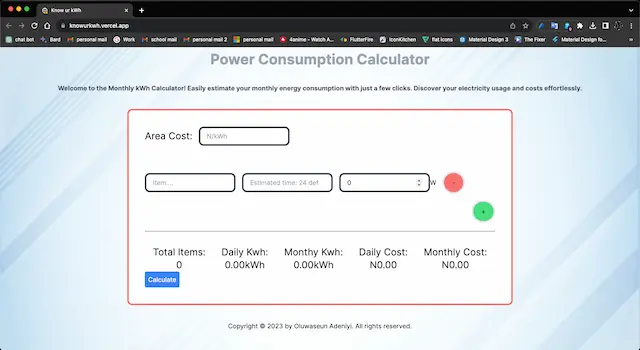 Know ur kWh
knowurkwh.vercel.app
chat bot Bard personal mail Work school mail personal mail 2 personal mail 4anime - Watch A... FlutterFire IconKitchen flat icons Material Design 3 The Fixer Material Design fo...
Power Consumption Calculator
Welcome to the Monthly kWh Calculator! Easily estimate your monthly energy consumption with just a few clicks. Discover your electricity usage and costs effortlessly.
Area Cost: N/kWh
Item.... Estimated time: 24 def 0 W -
+
Total Items: Daily Kwh: Monthy Kwh: Daily Cost: Monthly Cost:
0 0.00kWh 0.00kWh N0.00 N0.00
Calculate
Copyright © 2023 by Oluwaseun Adeniyi. All rights reserved.